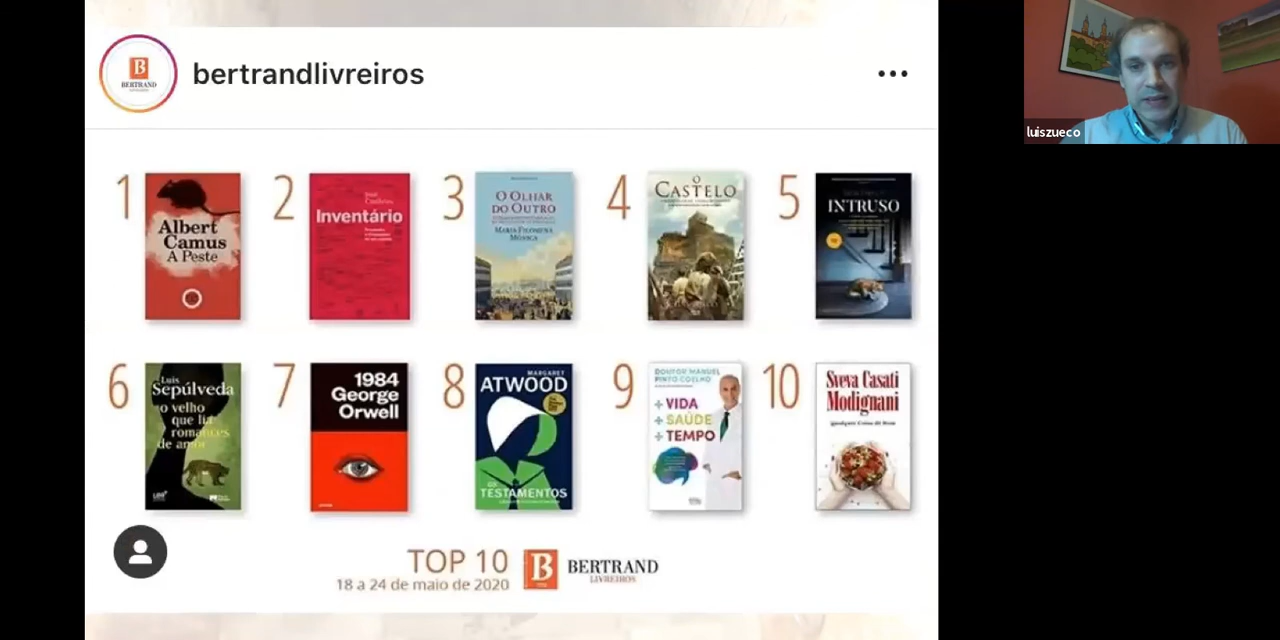 bertrandlivreiros
B
BERTRAND
luiszueco
1
Albert
Camus
A Peste
2
Inventário
3
O OLHAR
DO OUTRO
MARIA FILOMENA
MÓNICA
4
O
CASTELO
5
INTRUSO
6
Luis
Sepúlveda
o velho
que lia
romances
de amor
7
1984
George
Orwell
8
MARGARET
ATWOOD
OS
TESTAMENTOS
9
DOUTOR MANUEL
PINTO COELHO
+ VIDA
+ SAÚDE
+ TEMPO
10
Sveva Casati
Modignani
TOP 10
18 a 24 de maio de 2020
B
BERTRAND
LIVREIROS